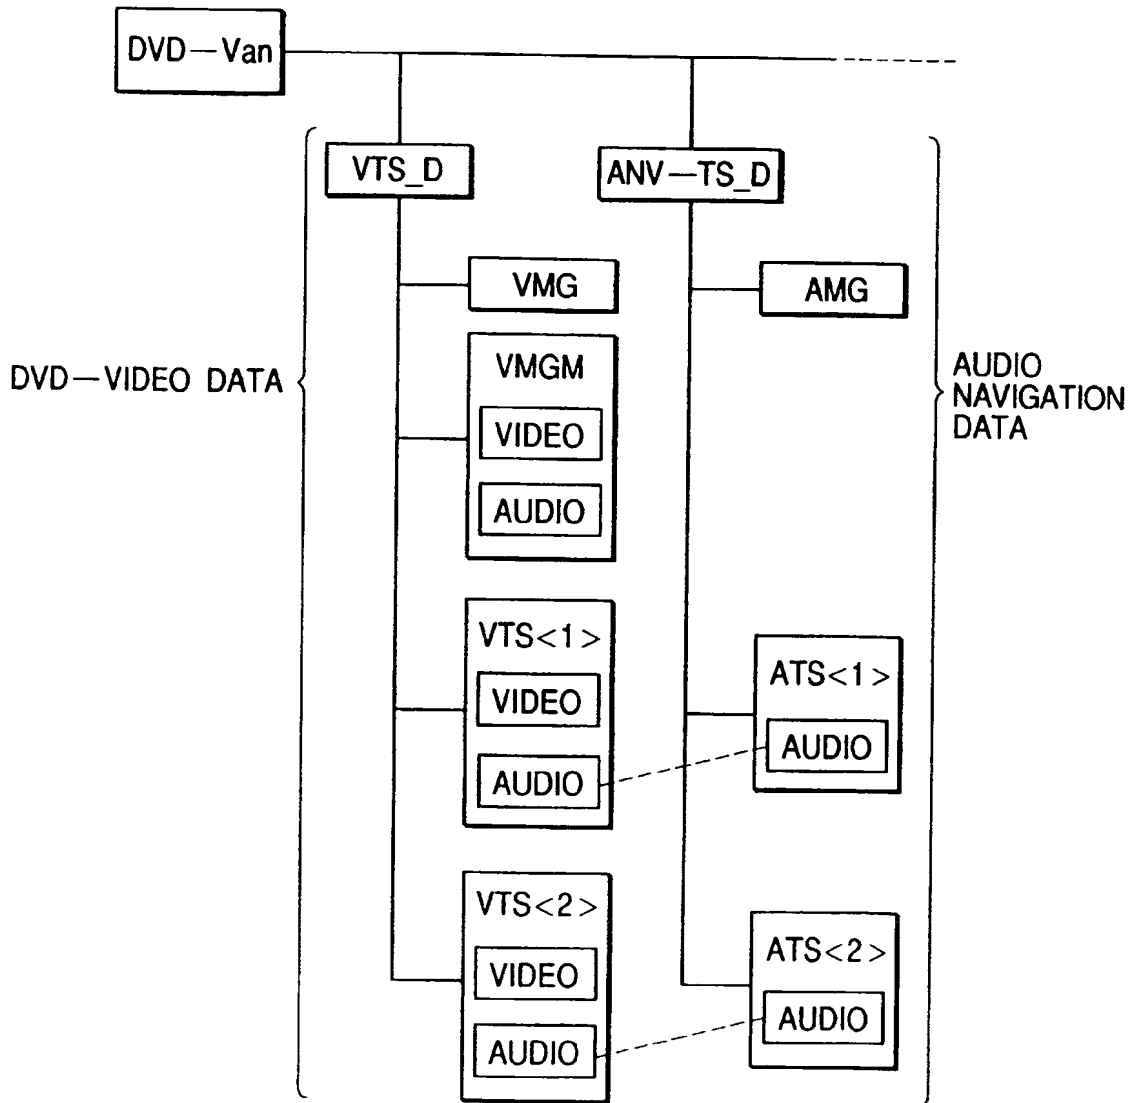 DVD—Van
VTS_D
ANV—TS_D
VMG
AMG
DVD—VIDEO DATA
VMGM
VIDEO
AUDIO
AUDIO
NAVIGATION
DATA
VTS<1>
VIDEO
AUDIO
ATS<1>
AUDIO
VTS<2>
VIDEO
AUDIO
ATS<2>
AUDIO